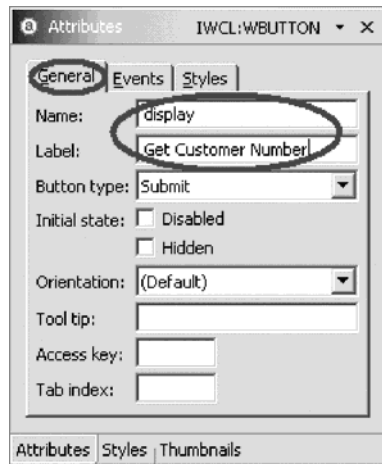 Attributes IWCL:WBUTTON
General Events Styles
Name: display
Label: Get Customer Number
Button type: Submit
Initial state: Disabled
Hidden
Orientation: (Default)
Tool tip:
Access key:
Tab index:
Attributes Styles Thumbnails